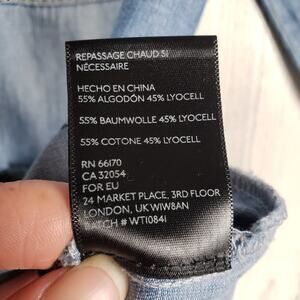 REPASSAGE CHAUD SI
NÉCESSAIRE
HECHO EN CHINA
55% ALGODÓN 45% LYOCELL
55% BAUMWOLLE 45% LYOCELL
55% COTONE 45% LYOCELL
RN 66170
CA 32054
FOR EU
24 MARKET PLACE, 3RD FLOOR
LONDON, UK W1W8AN
BATCH # WT1084I